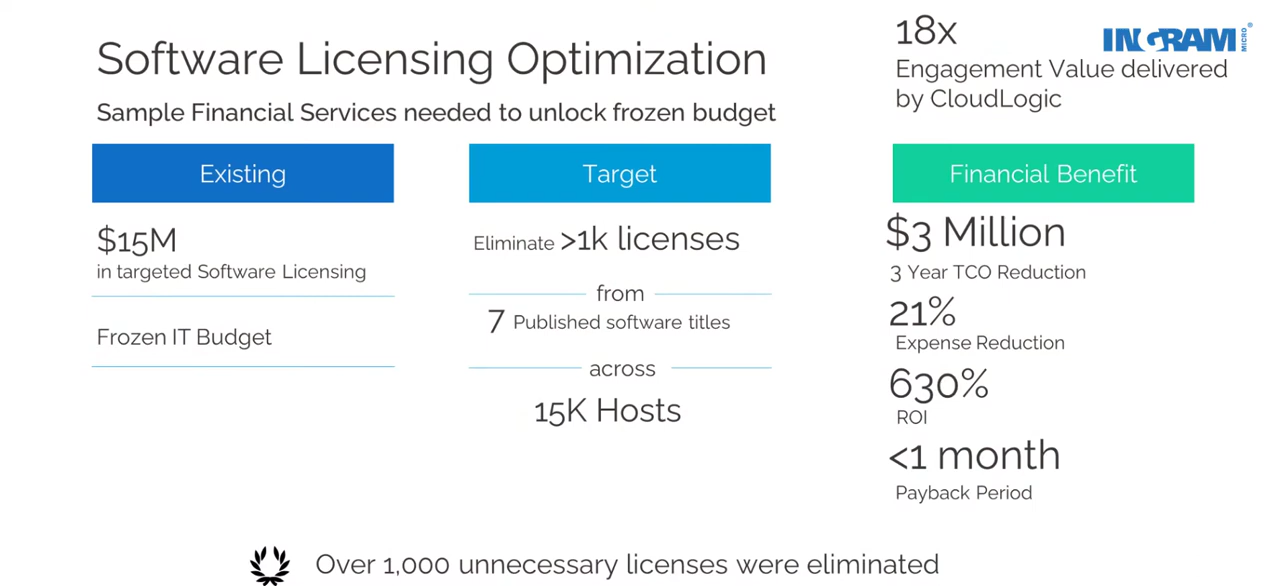 Software Licensing Optimization
Sample Financial Services needed to unlock frozen budget
18x
Engagement Value delivered
by CloudLogic
INGRAM MICRO®
Existing
$15M
in targeted Software Licensing
Frozen IT Budget
Target
Eliminate >1k licenses
from
7 Published software titles
across
15K Hosts
Financial Benefit
$3 Million
3 Year TCO Reduction
21%
Expense Reduction
630%
ROI
<1 month
Payback Period
Over 1,000 unnecessary licenses were eliminated